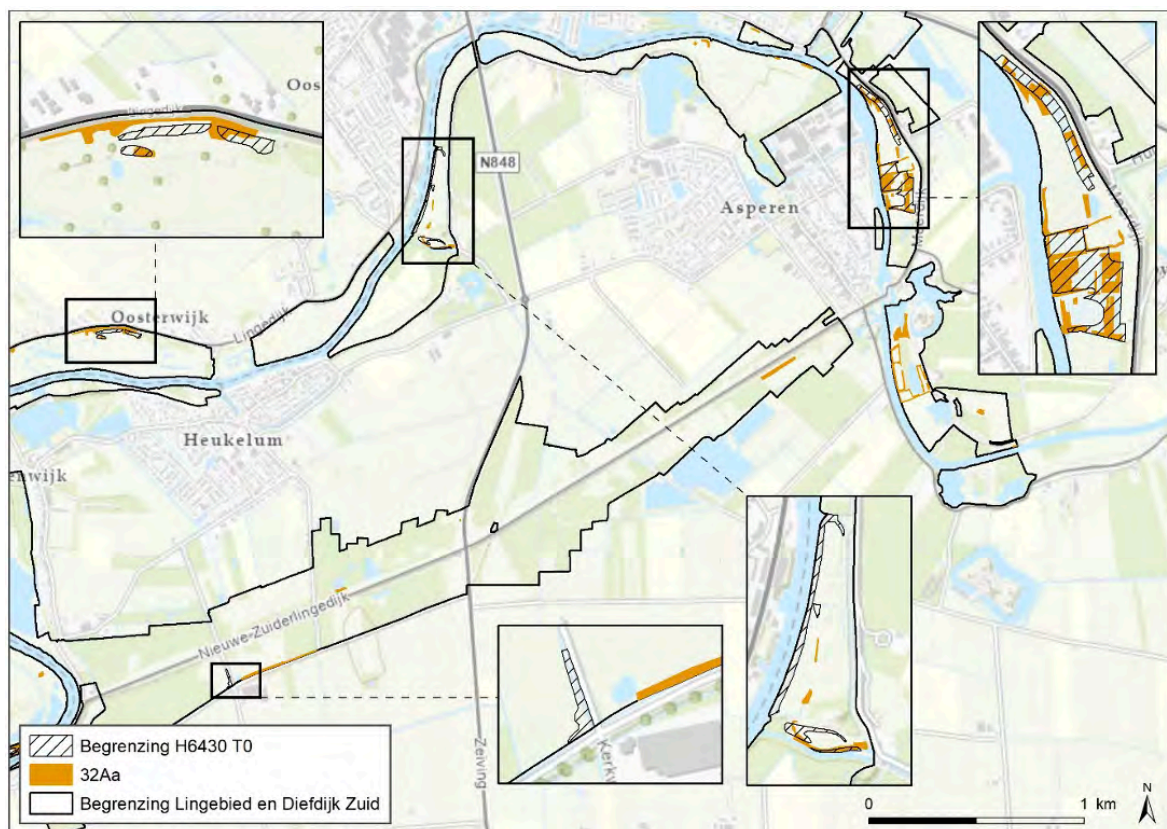 Oos
Lingedijk
N848
Asperen
Oosterwijk
Lingedijk
Heukelum
enwijk
Nieuwe-Zuiderlingedijk
Zeiving
Kerkw
Begrenzing H6430 T0
32Aa
Begrenzing Lingebied en Diefdijk Zuid
0
1 km
N